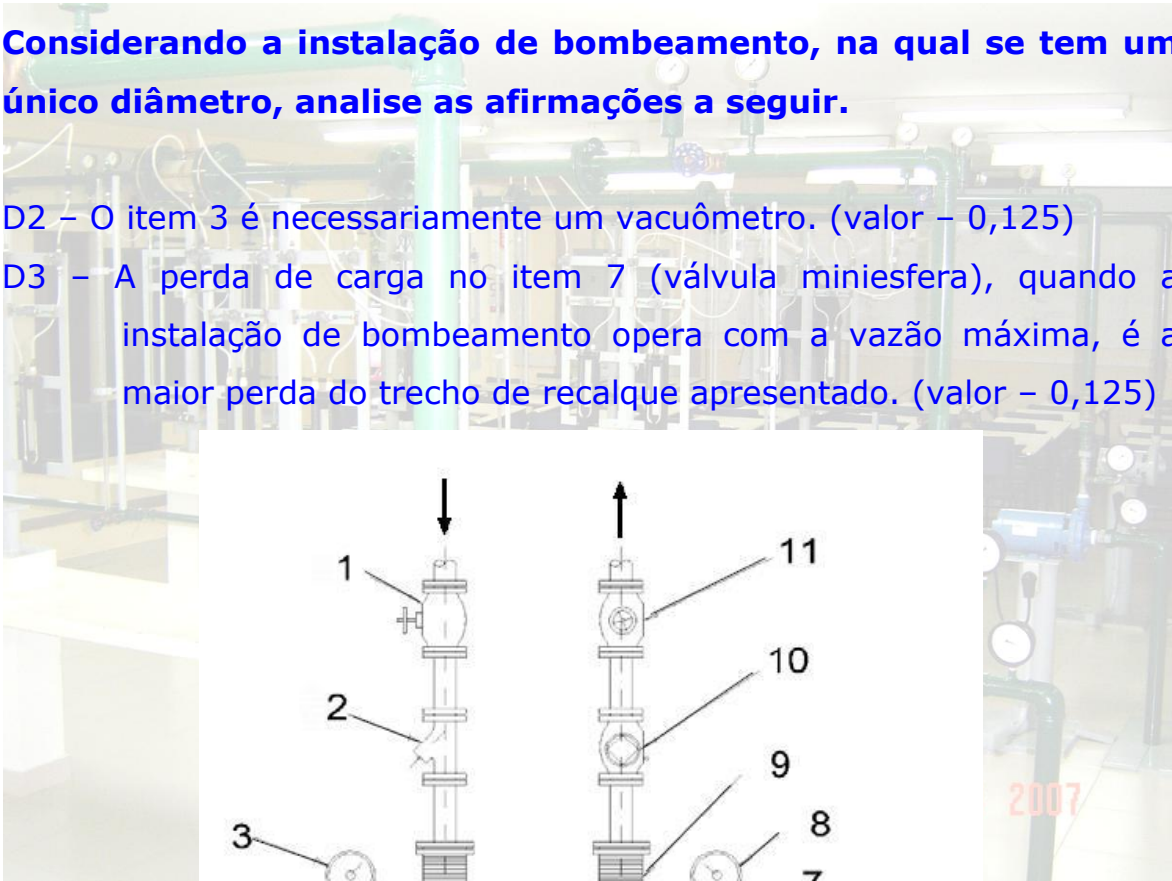 Considerando a instalação de bombeamento, na qual se tem um
único diâmetro, analise as afirmações a seguir.
D2 – O item 3 é necessariamente um vacuômetro. (valor – 0,125)
D3 – A perda de carga no item 7 (válvula miniesfera), quando a
instalação de bombeamento opera com a vazão máxima, é a
maior perda do trecho de recalque apresentado. (valor – 0,125)
1
11
10
2
9
2007
3
8
7